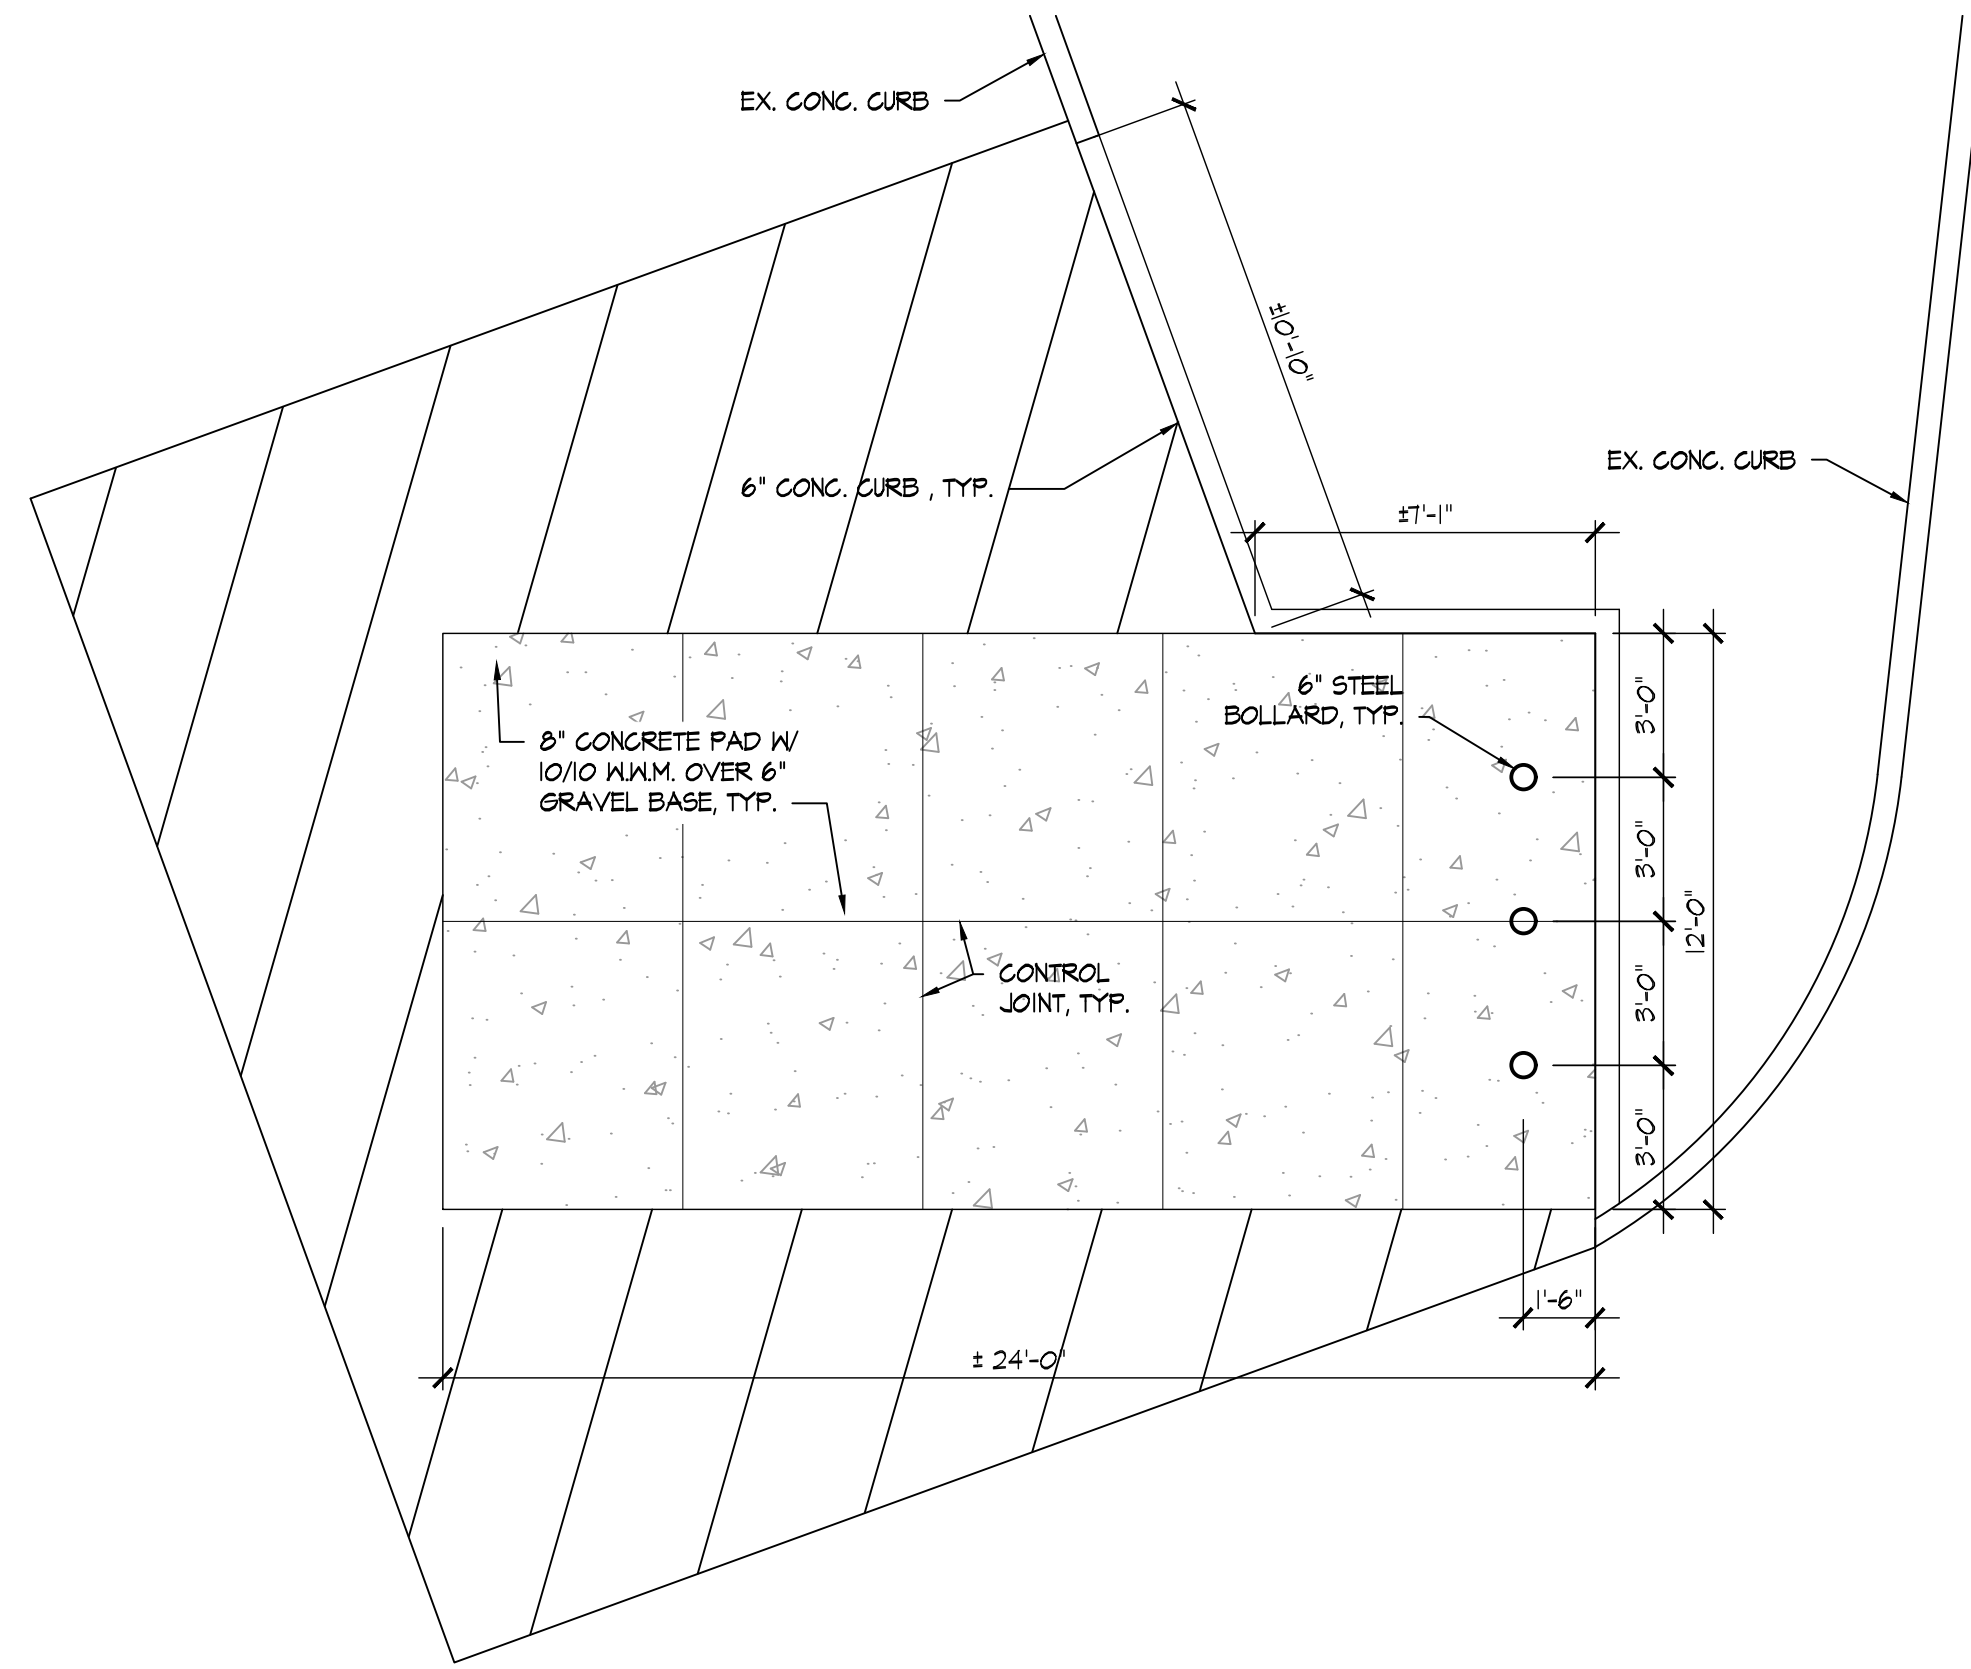 EX. CONC. CURB
±10'-10"
6" CONC. CURB , TYP.
EX. CONC. CURB
±7'-1"
6" STEEL
BOLLARD, TYP.
8" CONCRETE PAD W/
10/10 W.W.M. OVER 6"
GRAVEL BASE, TYP.
3'-0"
3'-0"
12'-0"
CONTROL
JOINT, TYP.
3'-0"
3'-0"
1'-6"
± 24'-0"